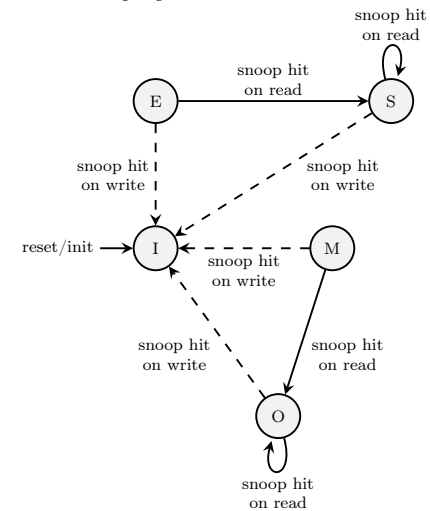 snoop hit
on read
snoop hit
on read
E
S
snoop hit
on write
snoop hit
on write
reset/init
I
M
snoop hit
on write
snoop hit
on write
snoop hit
on read
O
snoop hit
on read